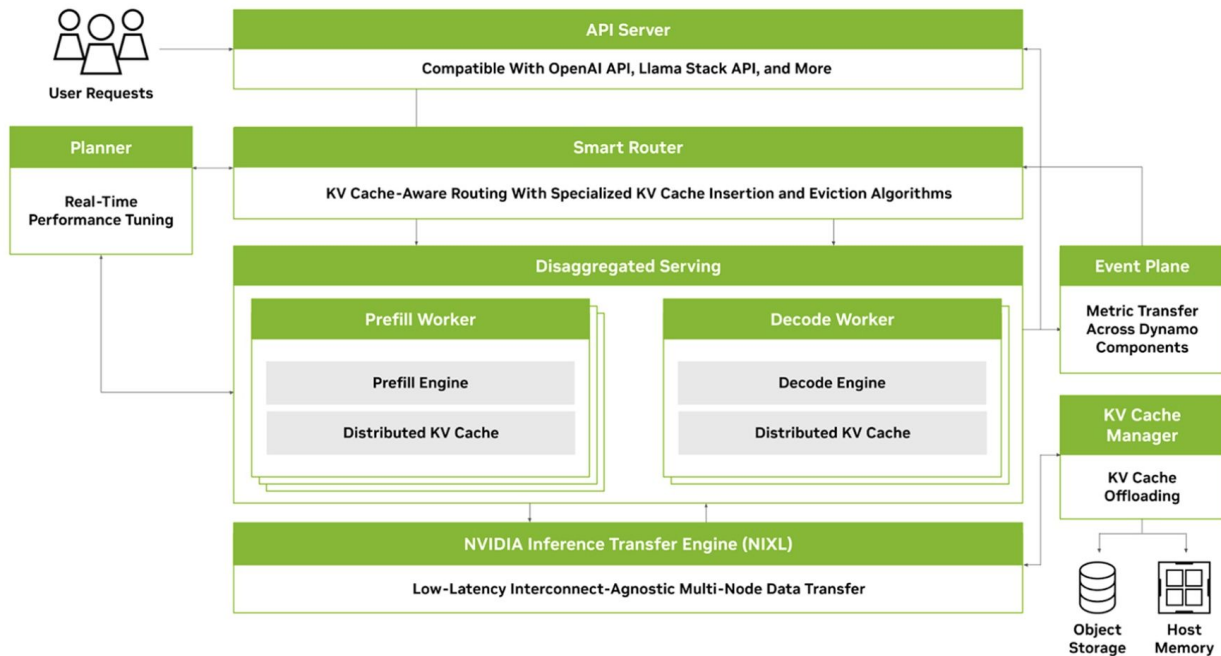 User Requests
API Server
Compatible With OpenAI API, Llama Stack API, and More
Planner
Real-Time
Performance Tuning
Smart Router
KV Cache-Aware Routing With Specialized KV Cache Insertion and Eviction Algorithms
Disaggregated Serving
Prefill Worker
Prefill Engine
Distributed KV Cache
Decode Worker
Decode Engine
Distributed KV Cache
Event Plane
Metric Transfer
Across Dynamo
Components
KV Cache
Manager
KV Cache
Offloading
NVIDIA Inference Transfer Engine (NIXL)
Low-Latency Interconnect-Agnostic Multi-Node Data Transfer
Object
Storage
Host
Memory